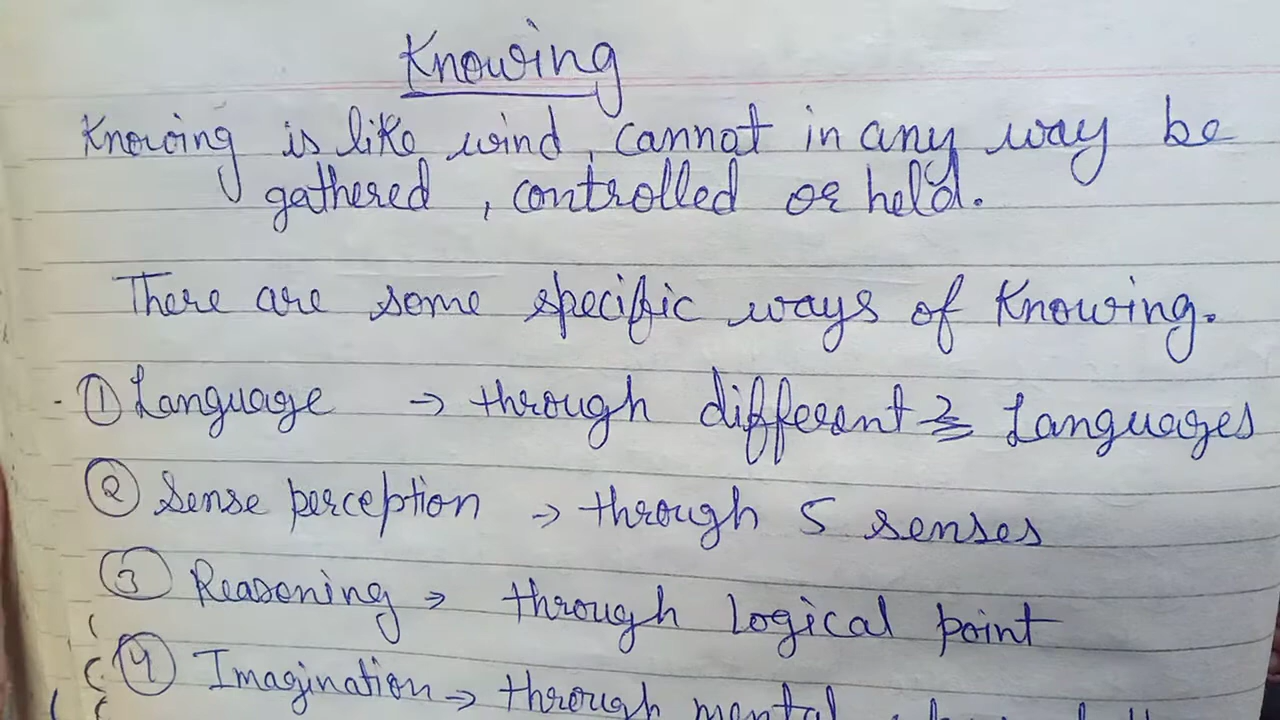 Knowing
Knowing is like wind, cannot in any way be
gathered, controlled or held.
There are some specific ways of Knowing.
① Language → through different Languages
② Sense perception → through 5 senses
③ Reasoning → through Logical point
④ Imagination → through mental